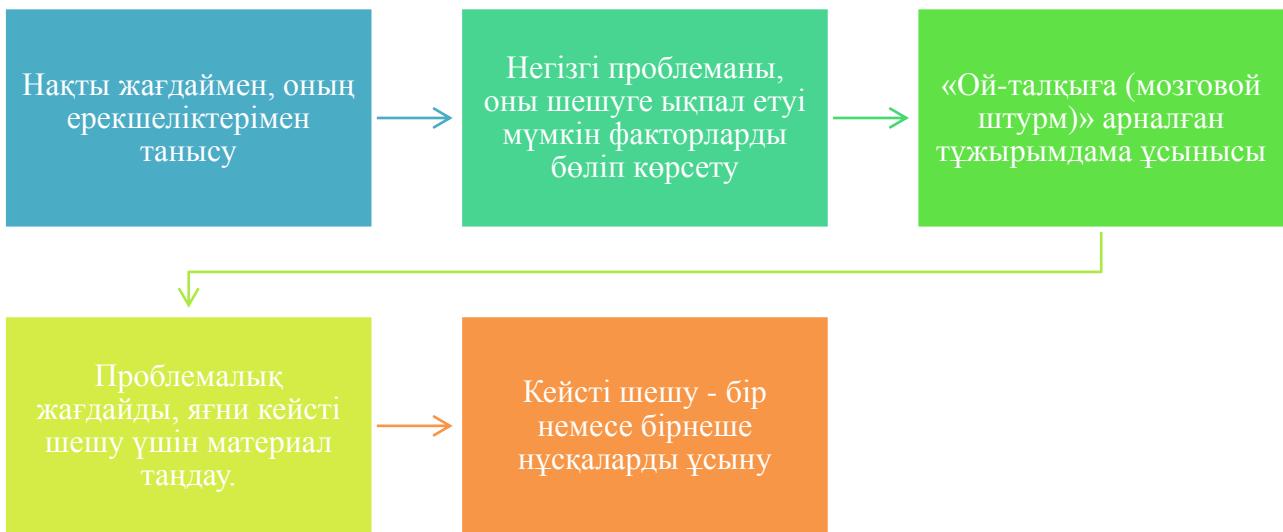 Нақты жағдаймен, оның
ерекшеліктерімен
танысу
Негізгі проблеманы,
оны шешуге ықпал етуі
мүмкін факторларды
бөліп көрсету
«Ой-талқыға (мозговой
штурм)» арналған
тұжырымдама ұсынысы
Проблемалық
жағдайды, яғни кейсті
шешу үшін материал
таңдау.
Кейсті шешу - бір
немесе бірнеше
нұсқаларды ұсыну